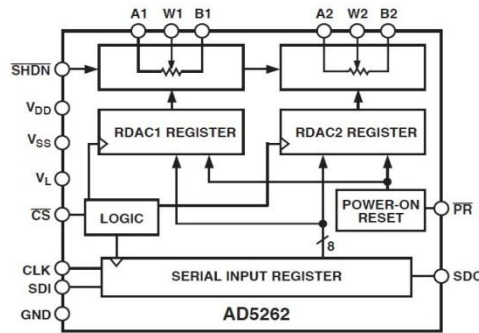 A1 W1 B1 A2 W2 B2
SHDN
VDD
RDAC1 REGISTER RDAC2 REGISTER
VSS
VL
POWER-ON
RESET
PR
CS
LOGIC
8
CLK
SERIAL INPUT REGISTER
SDO
SDI
GND
AD5262